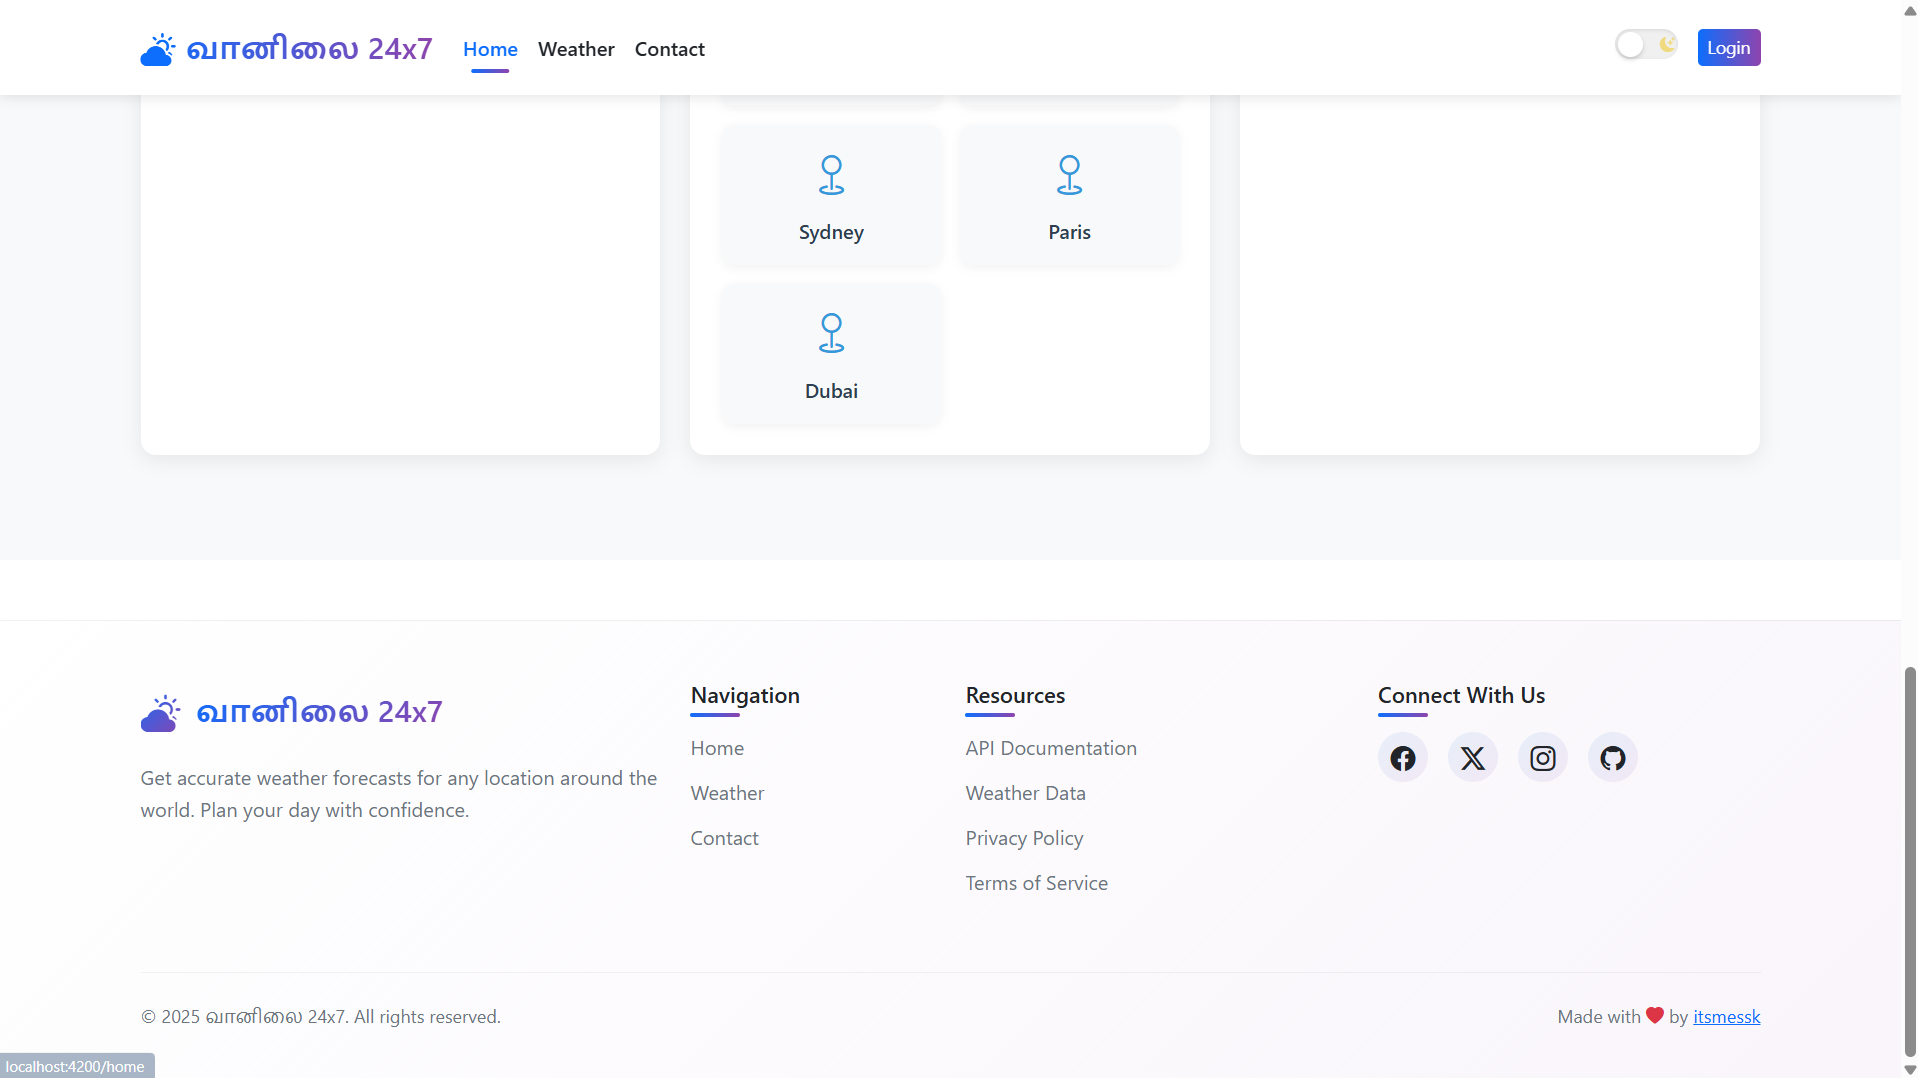 வானிலை 24x7
Home
Weather
Contact
Login
Sydney
Paris
Dubai
வானிலை 24x7
Get accurate weather forecasts for any location around the
world. Plan your day with confidence.
Navigation
Home
Weather
Contact
Resources
API Documentation
Weather Data
Privacy Policy
Terms of Service
Connect With Us
© 2025 வானிலை 24x7. All rights reserved.
Made with ❤ by itsmessk
localhost:4200/home